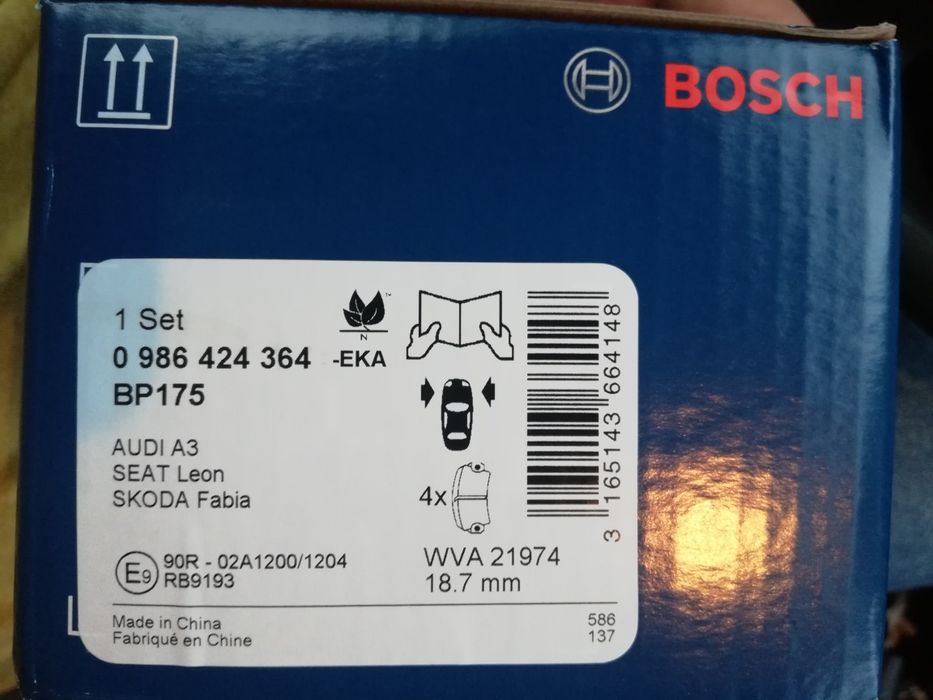 BOSCH
1 Set
0 986 424 364 -EKA
BP175
N
AUDI A3
SEAT Leon
SKODA Fabia
4x
E9 90R - 02A1200/1204
RB9193
WVA 21974
18.7 mm
Made in China
Fabriqué en Chine
586
137
3 165143 664148